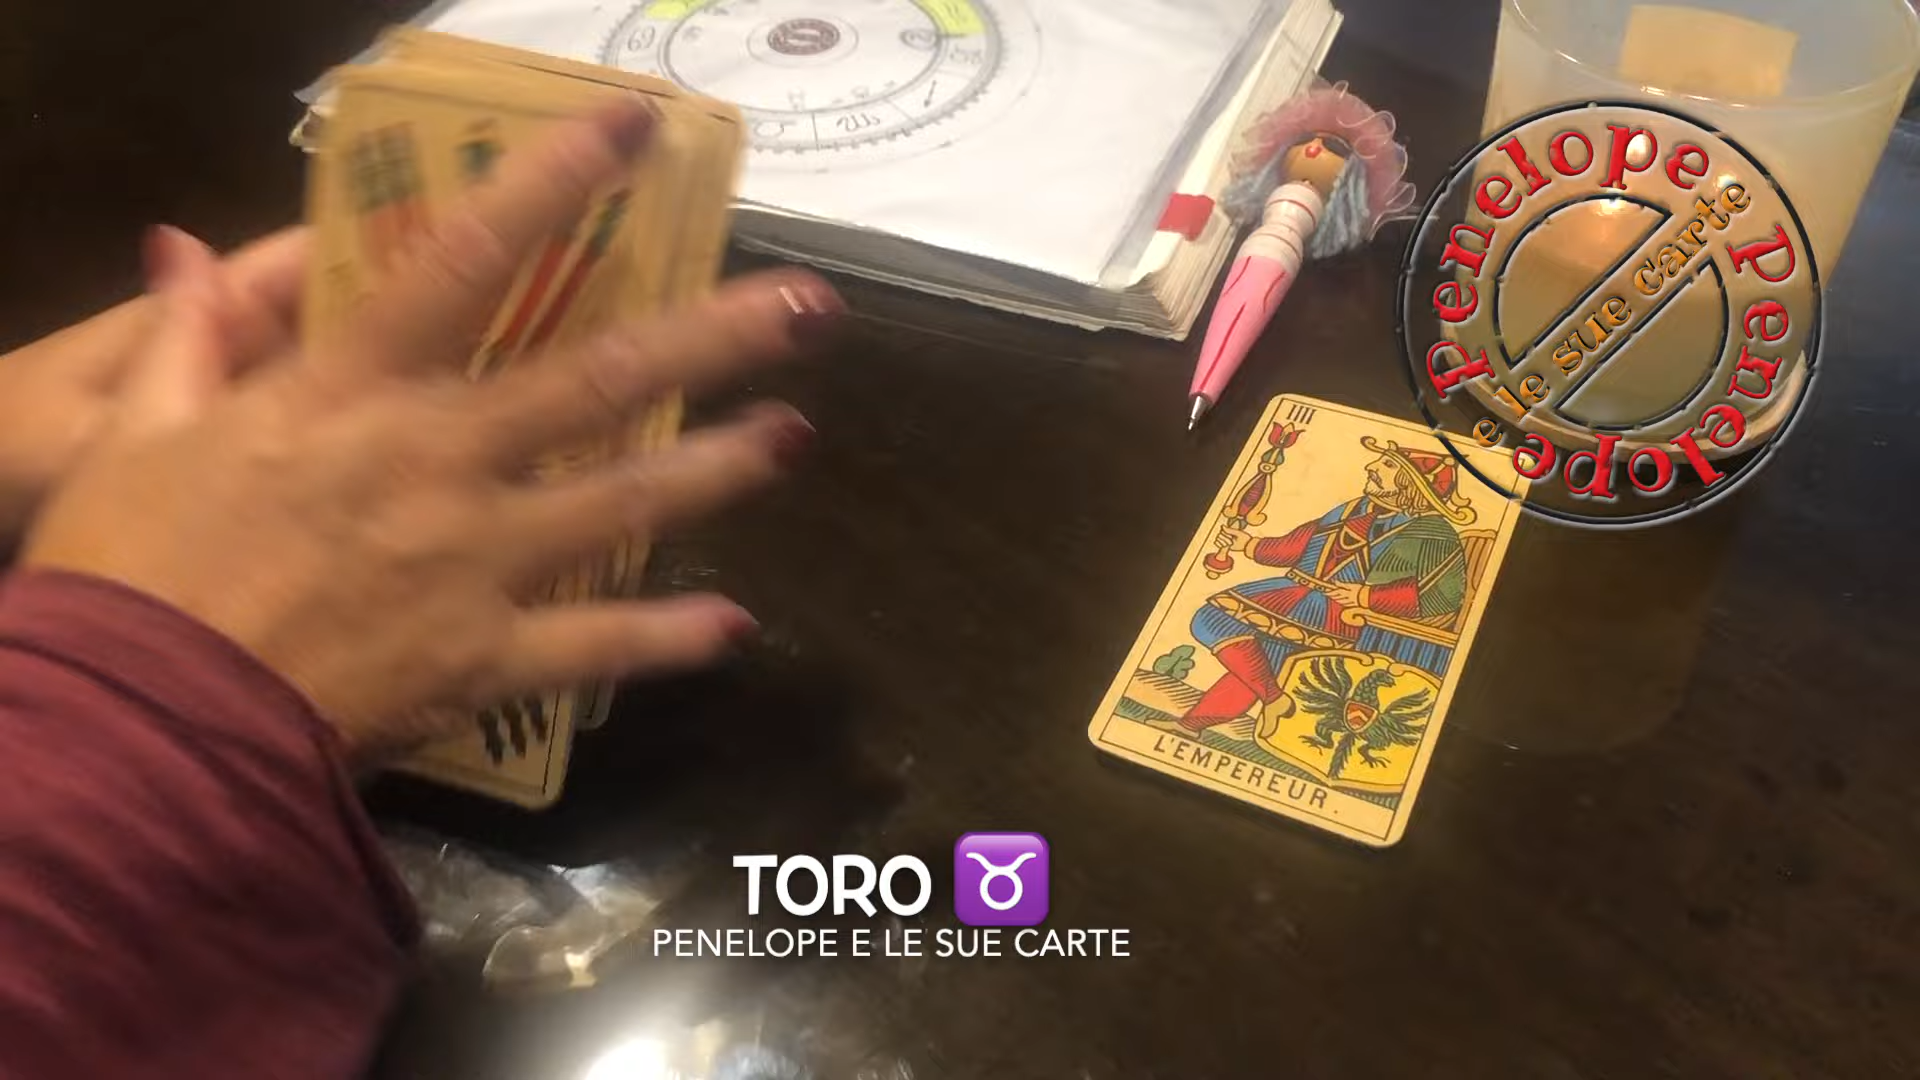 Penelope Penelope
e le sue carte
IIII
L'EMPEREUR.
TORO ♉
PENELOPE E LE SUE CARTE